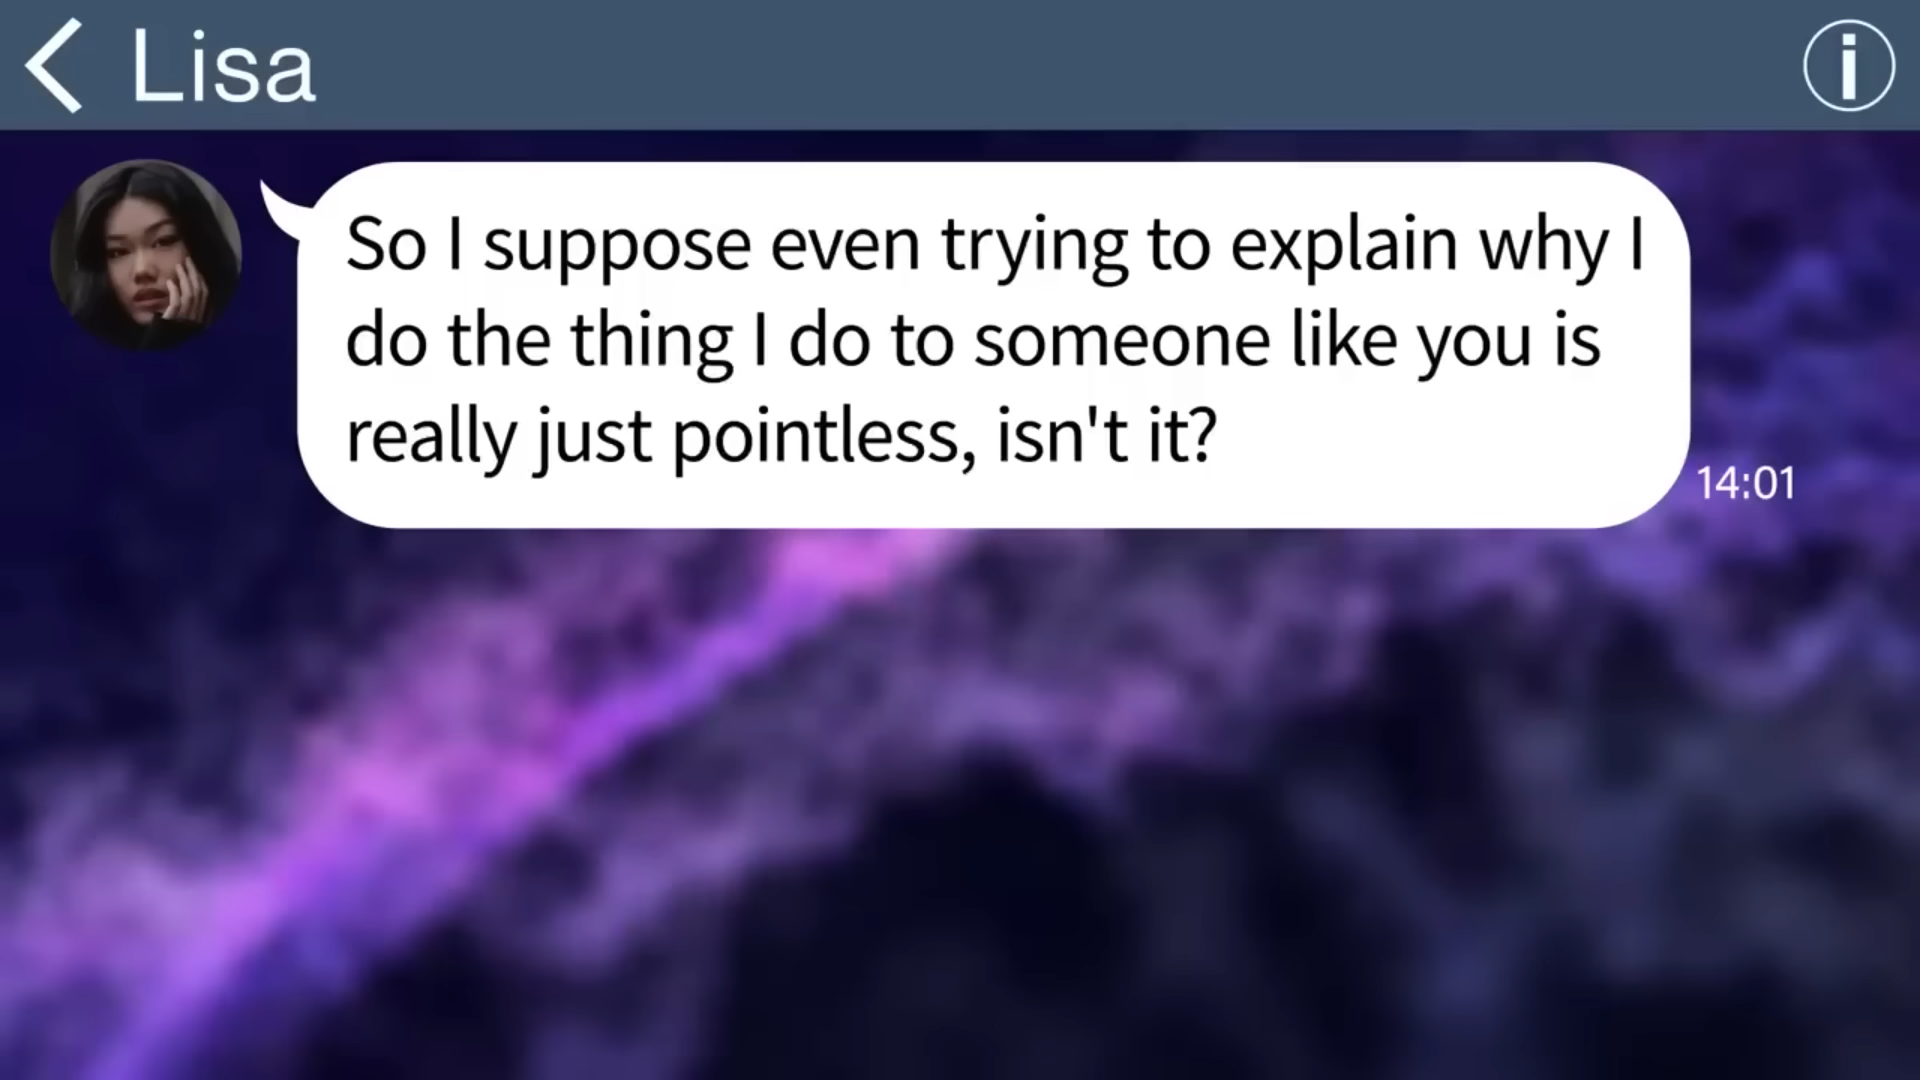 Lisa
So I suppose even trying to explain why I
do the thing I do to someone like you is
really just pointless, isn't it?
14:01